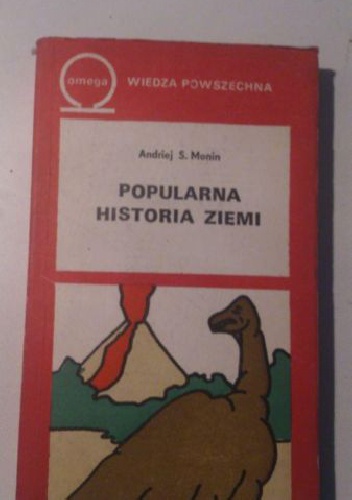 omega
WIEDZA POWSZECHNA
Andriej S. Monin
POPULARNA
HISTORIA ZIEMI